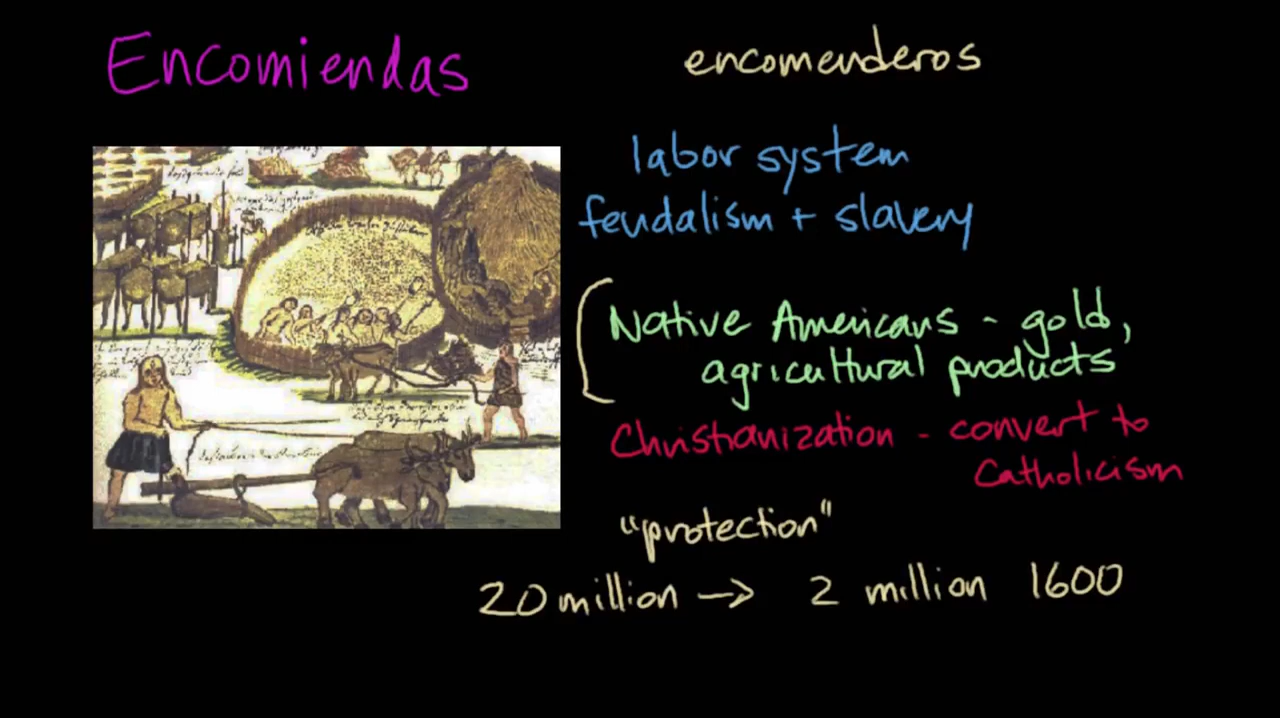 Encomiendas
encomenderos
labor system
feudalism + slavery
Native Americans - gold,
agricultural products
Christianization - convert to
Catholicism
"protection"
20 million → 2 million 1600